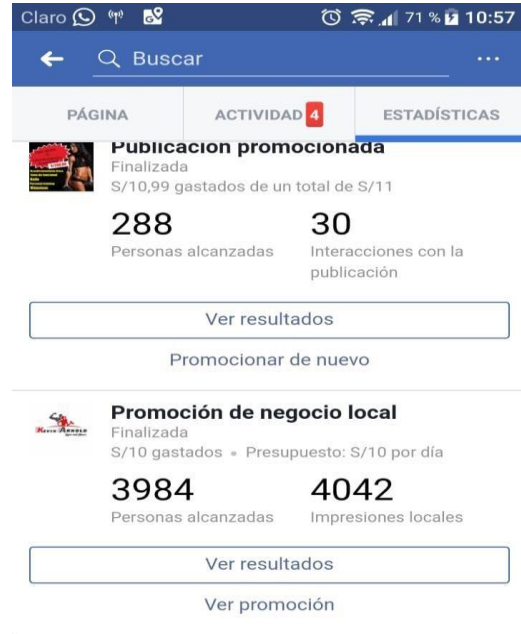 Claro 71 % 10:57
Buscar
PÁGINA ACTIVIDAD 4 ESTADÍSTICAS
Publicación promocionada
Finalizada
S/10,99 gastados de un total de S/11
288 30
Personas alcanzadas Interacciones con la
publicación
Ver resultados
Promocionar de nuevo
Promoción de negocio local
Finalizada
S/10 gastados • Presupuesto: S/10 por día
3984 4042
Personas alcanzadas Impresiones locales
Ver resultados
Ver promoción